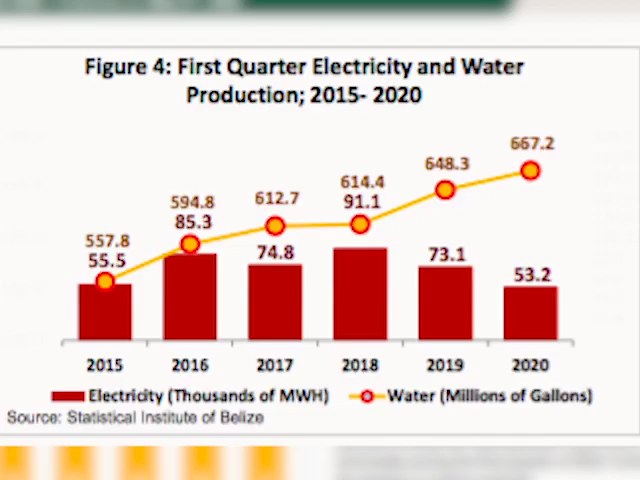 Figure 4: First Quarter Electricity and Water
Production; 2015- 2020
667.2
648.3
614.4
594.8
612.7
91.1
85.3
557.8
55.5
74.8
73.1
53.2
2015 2016 2017 2018 2019 2020
Electricity (Thousands of MWH) Water (Millions of Gallons)
Source: Statistical Institute of Belize